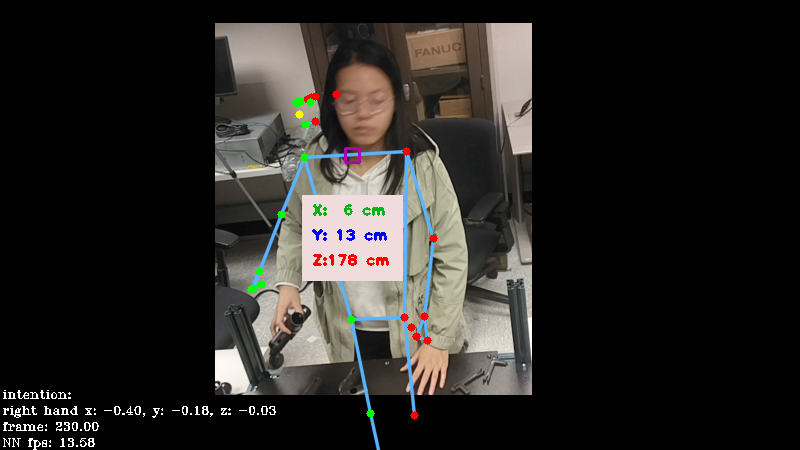 FANUC
X: 6 cm
Y: 13 cm
Z:178 cm
intention:
right hand x: -0.40, y: -0.18, z: -0.03
frame: 230.00
NN fps: 13.58